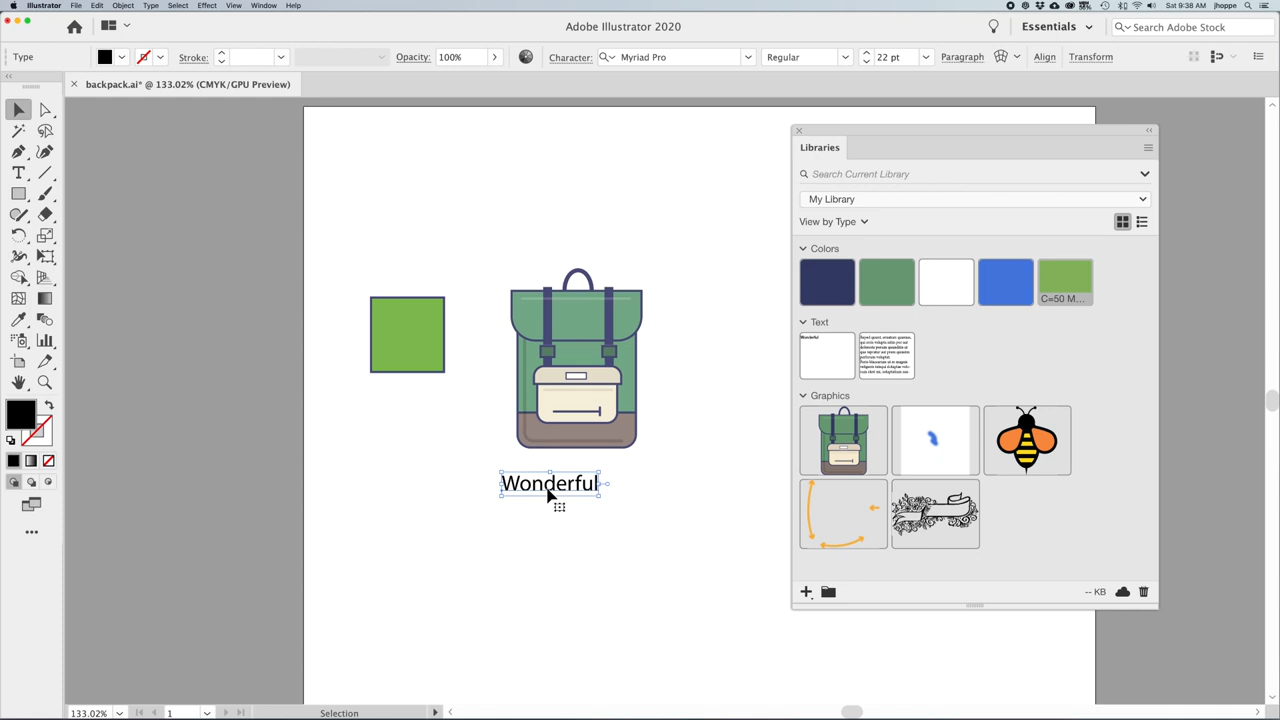 Illustrator File Edit Object Type Select Effect View Window Help Sat 9:38 AM jhoppe
Adobe Illustrator 2020 Essentials Search Adobe Stock
Type Stroke: Opacity: 100% Character: Myriad Pro Regular 22 pt Paragraph Align Transform
backpack.ai* @ 133.02% (CMYK/GPU Preview)
Libraries
Search Current Library
My Library
View by Type
Colors
C=50 M...
Text
Wonderful
Graphics
Wonderful
-- KB
133.02% 1 Selection